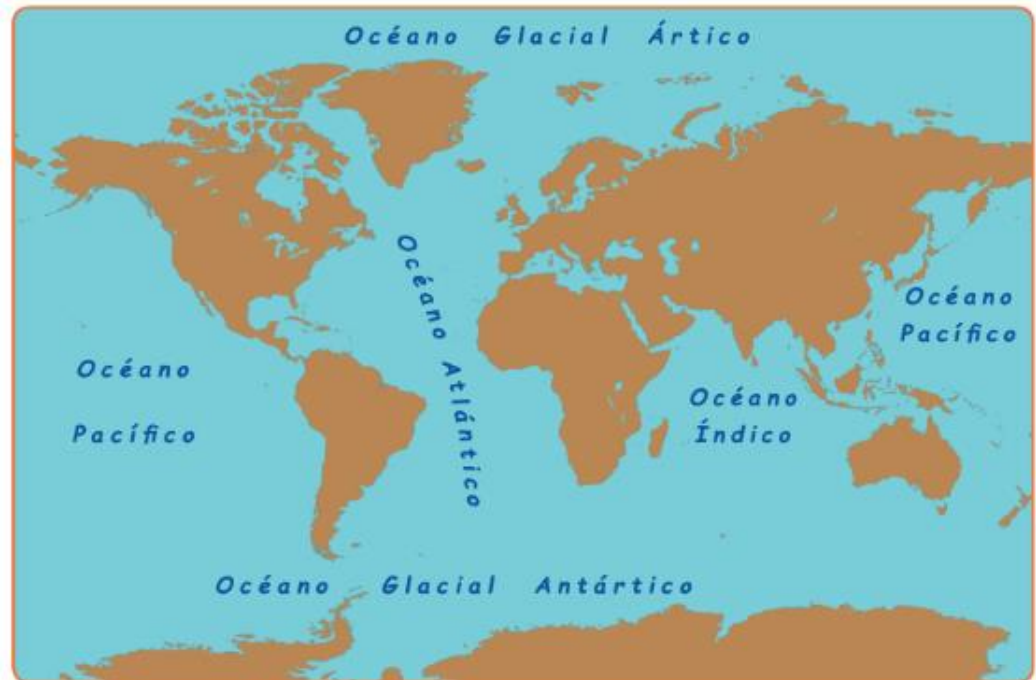 Océano Glacial Ártico
Océano Atlántico
Océano
Pacífico
Océano
Pacífico
Océano
Índico
Océano Glacial Antártico